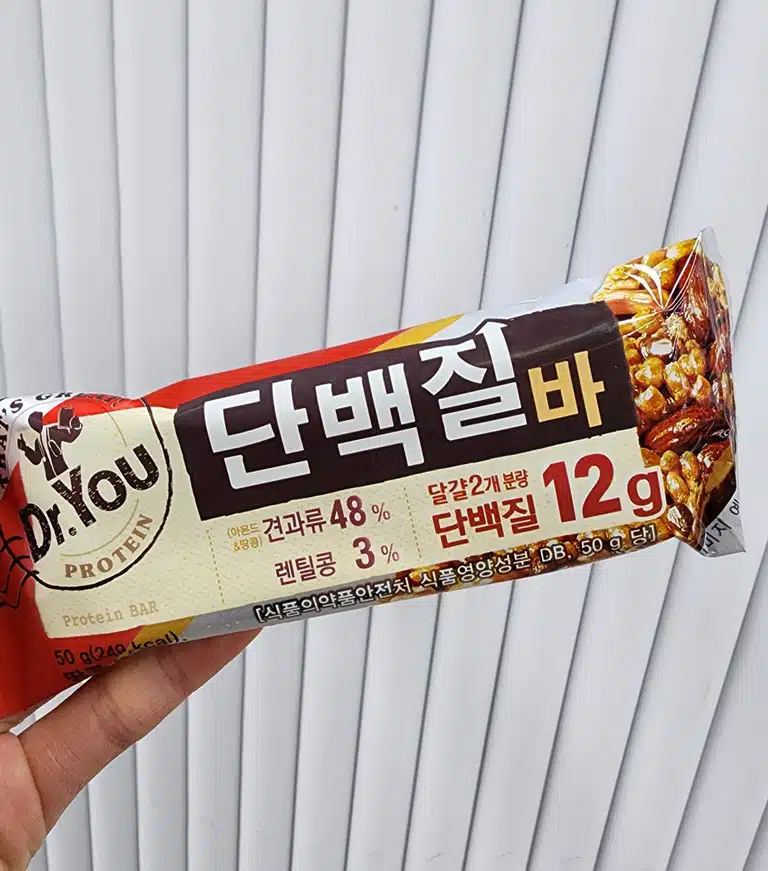 Dr.You
PROTEIN
Protein BAR
단백질바
(아몬드
&땅콩)
견과류 48 %
렌틸콩 3 %
달걀2개 분량
단백질 12g
[식품의약품안전처 식품영양성분 DB, 50 g 당]
50 g
kcal)